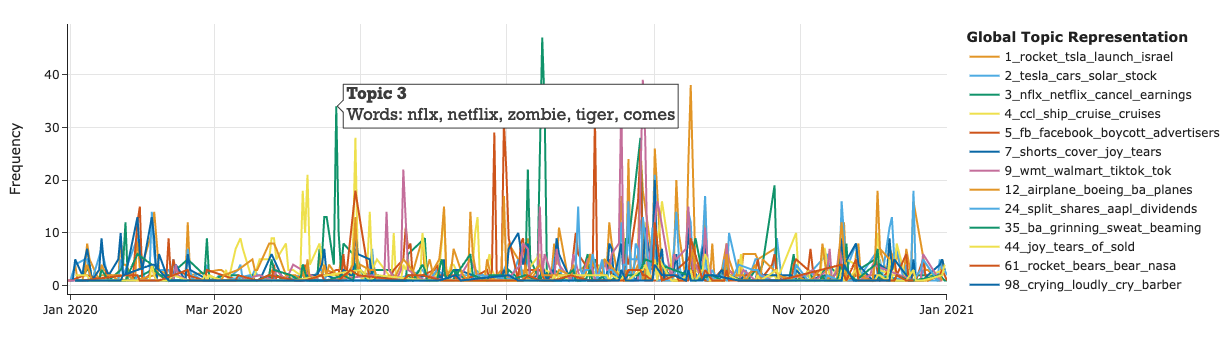 Global Topic Representation
1_rocket_tsla_launch_israel
2_tesla_cars_solar_stock
3_nflx_netflix_cancel_earnings
4_ccl_ship_cruise_cruises
5_fb_facebook_boycott_advertisers
7_shorts_cover_joy_tears
9_wmt_walmart_tiktok_tok
12_airplane_boeing_ba_planes
24_split_shares_aapl_dividends
35_ba_grinning_sweat_beaming
44_joy_tears_of_sold
61_rocket_bears_bear_nasa
98_crying_loudly_cry_barber
Topic 3
Words: nflx, netflix, zombie, tiger, comes
Frequency
40
30
20
10
0
Jan 2020
Mar 2020
May 2020
Jul 2020
Sep 2020
Nov 2020
Jan 2021